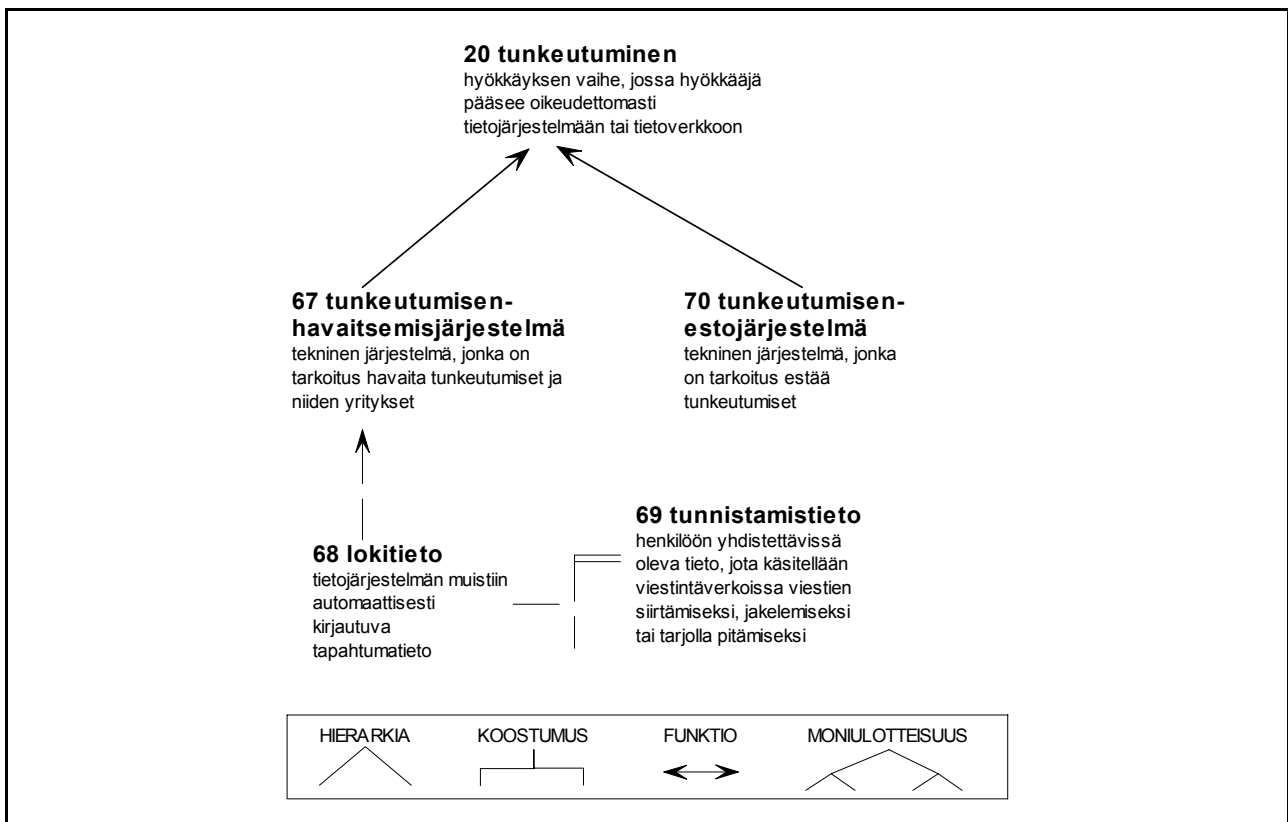 20 tunkeutuminen
hyökkäyksen vaihe, jossa hyökkääjä
pääsee oikeudettomasti
tietojärjestelmään tai tietoverkkoon
67 tunkeutumisen-
havaitsemisjärjestelmä
tekninen järjestelmä, jonka on
tarkoitus havaita tunkeutumiset ja
niiden yritykset
70 tunkeutumisen-
estojärjestelmä
tekninen järjestelmä, jonka
on tarkoitus estää
tunkeutumiset
68 lokitieto
tietojärjestelmän muistiin
automaattisesti
kirjautuva
tapahtumatieto
69 tunnistamistieto
henkilöön yhdistettävissä
oleva tieto, jota käsitellään
viestintäverkoissa viestien
siirtämiseksi, jakelemiseksi
tai tarjolla pitämiseksi
HIERARKIA KOOSTUMUS FUNKTIO MONIULOTTEISUUS